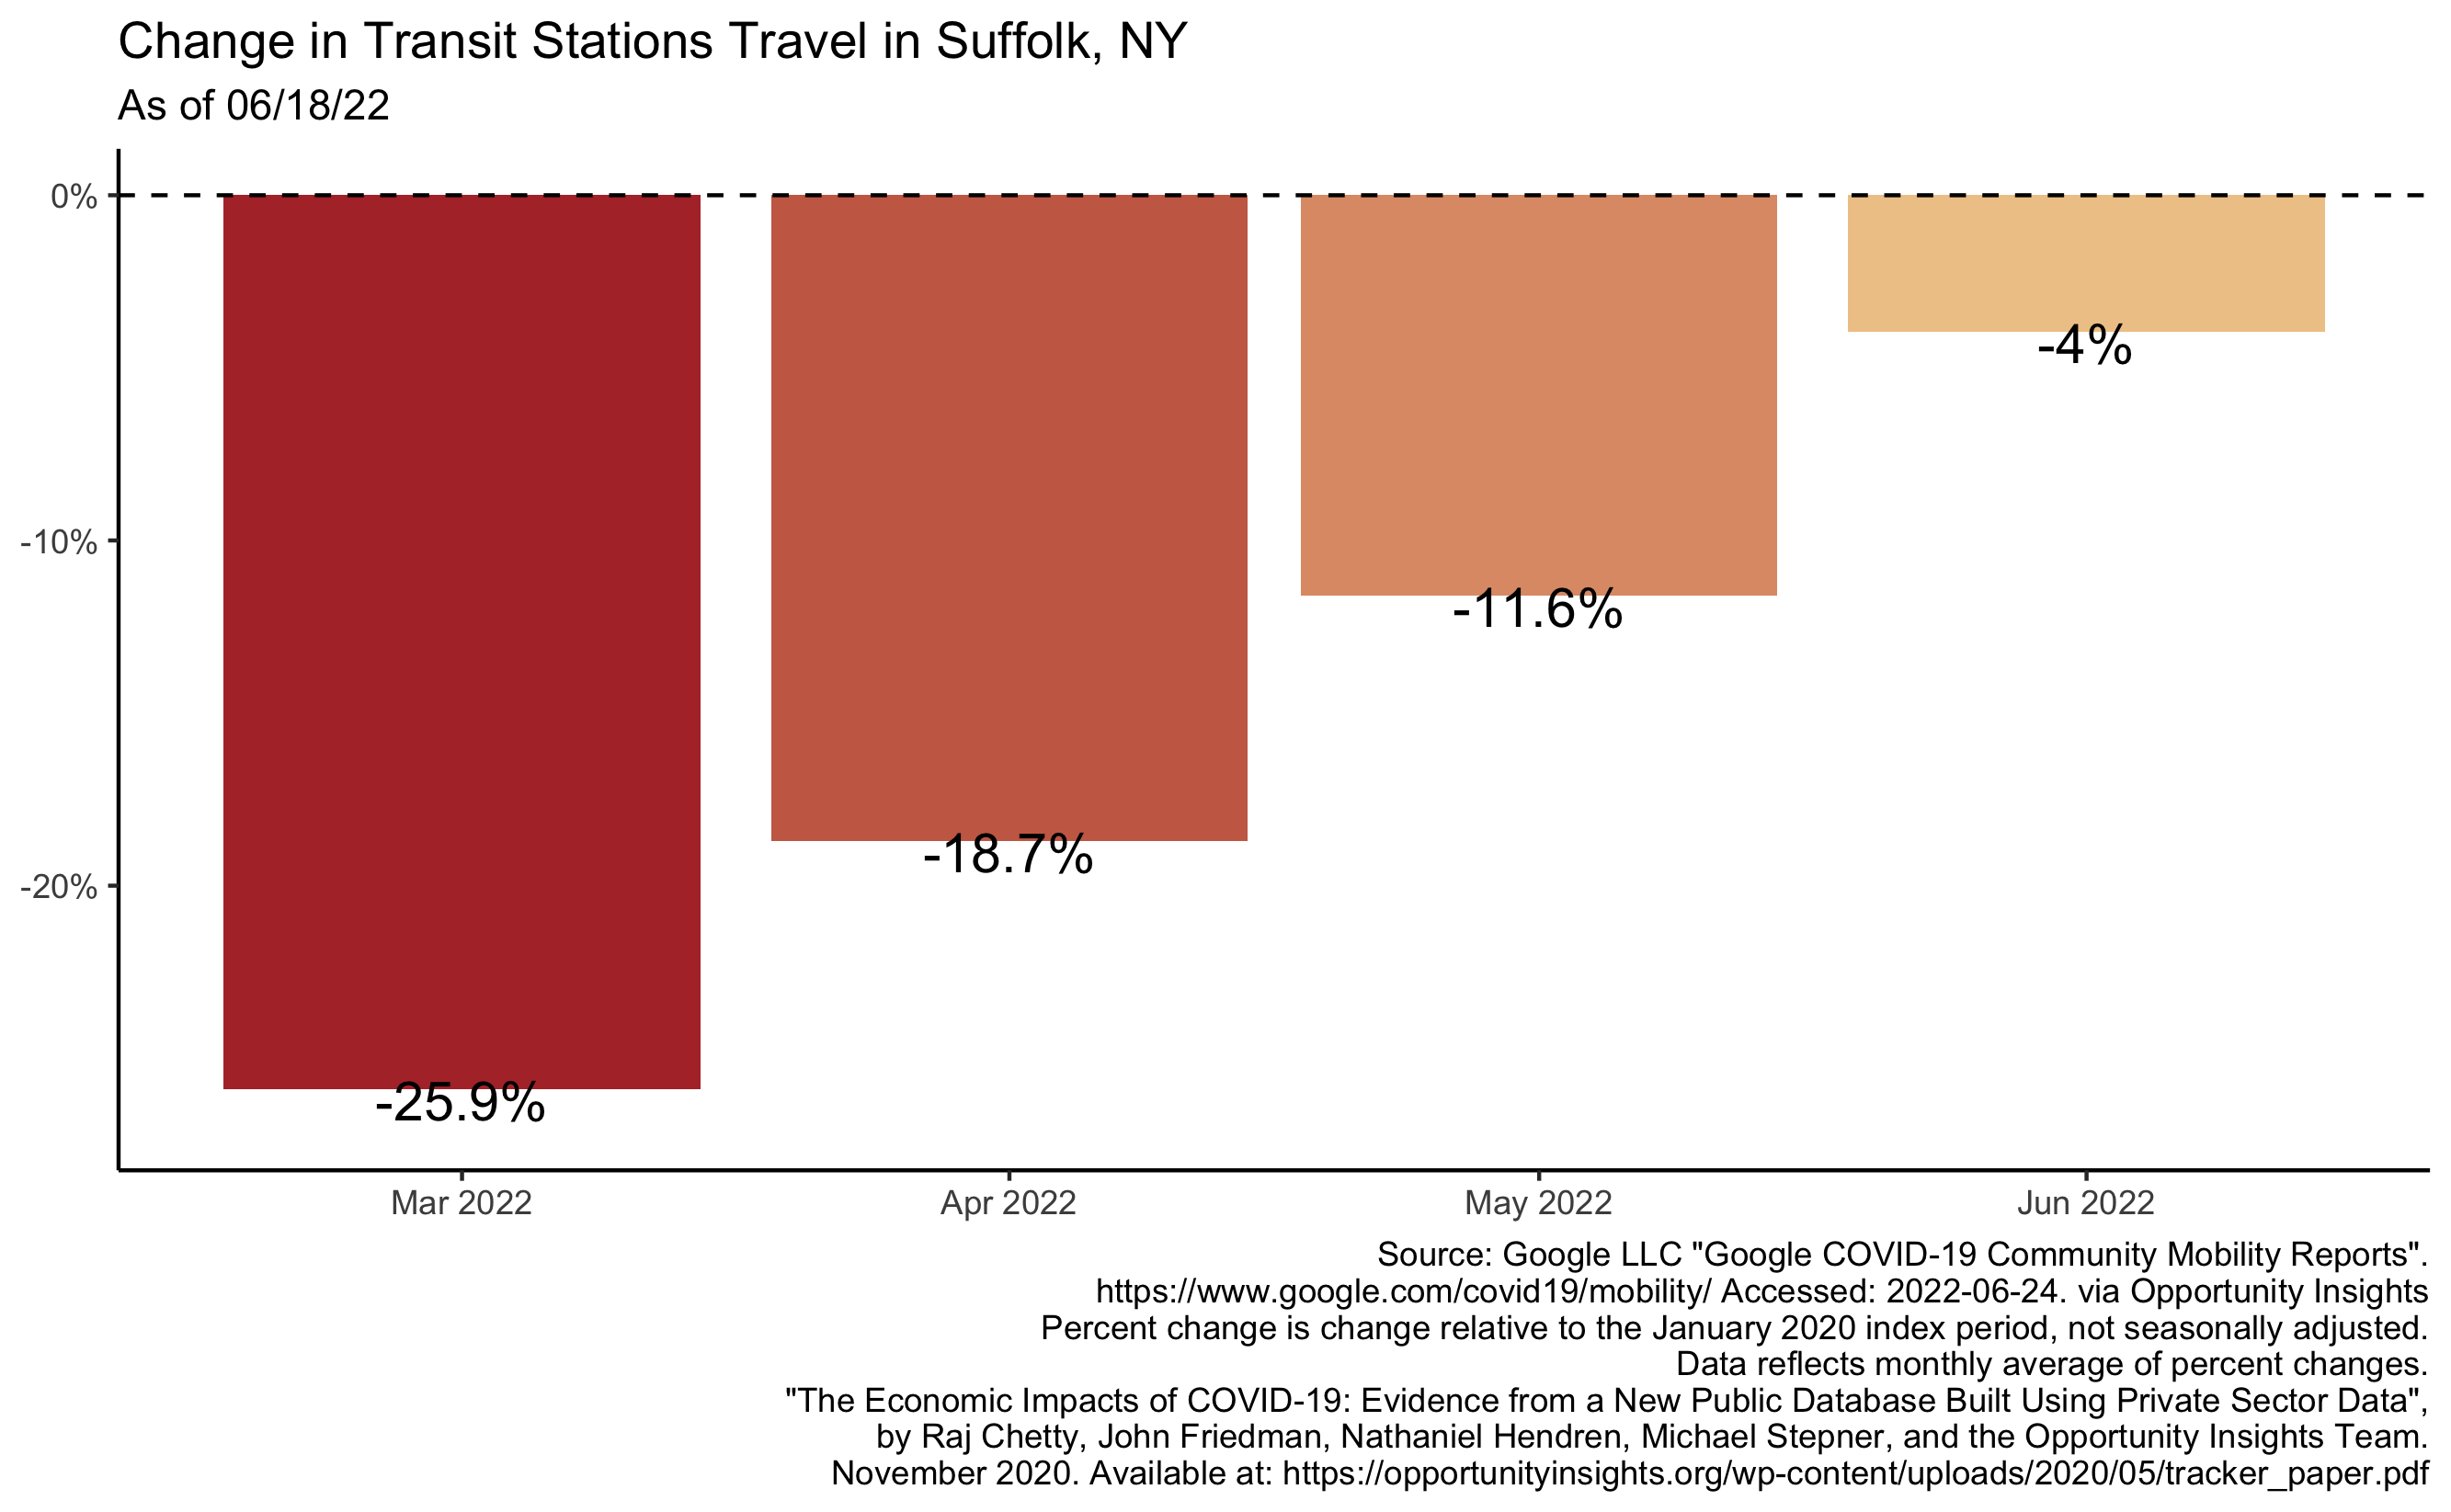 Change in Transit Stations Travel in Suffolk, NY
As of 06/18/22
0%
-10%
-20%
-25.9%
-18.7%
-11.6%
-4%
Mar 2022
Apr 2022
May 2022
Jun 2022
Source: Google LLC "Google COVID-19 Community Mobility Reports".
https://www.google.com/covid19/mobility/ Accessed: 2022-06-24. via Opportunity Insights
Percent change is change relative to the January 2020 index period, not seasonally adjusted.
Data reflects monthly average of percent changes.
"The Economic Impacts of COVID-19: Evidence from a New Public Database Built Using Private Sector Data",
by Raj Chetty, John Friedman, Nathaniel Hendren, Michael Stepner, and the Opportunity Insights Team.
November 2020. Available at: https://opportunityinsights.org/wp-content/uploads/2020/05/tracker_paper.pdf